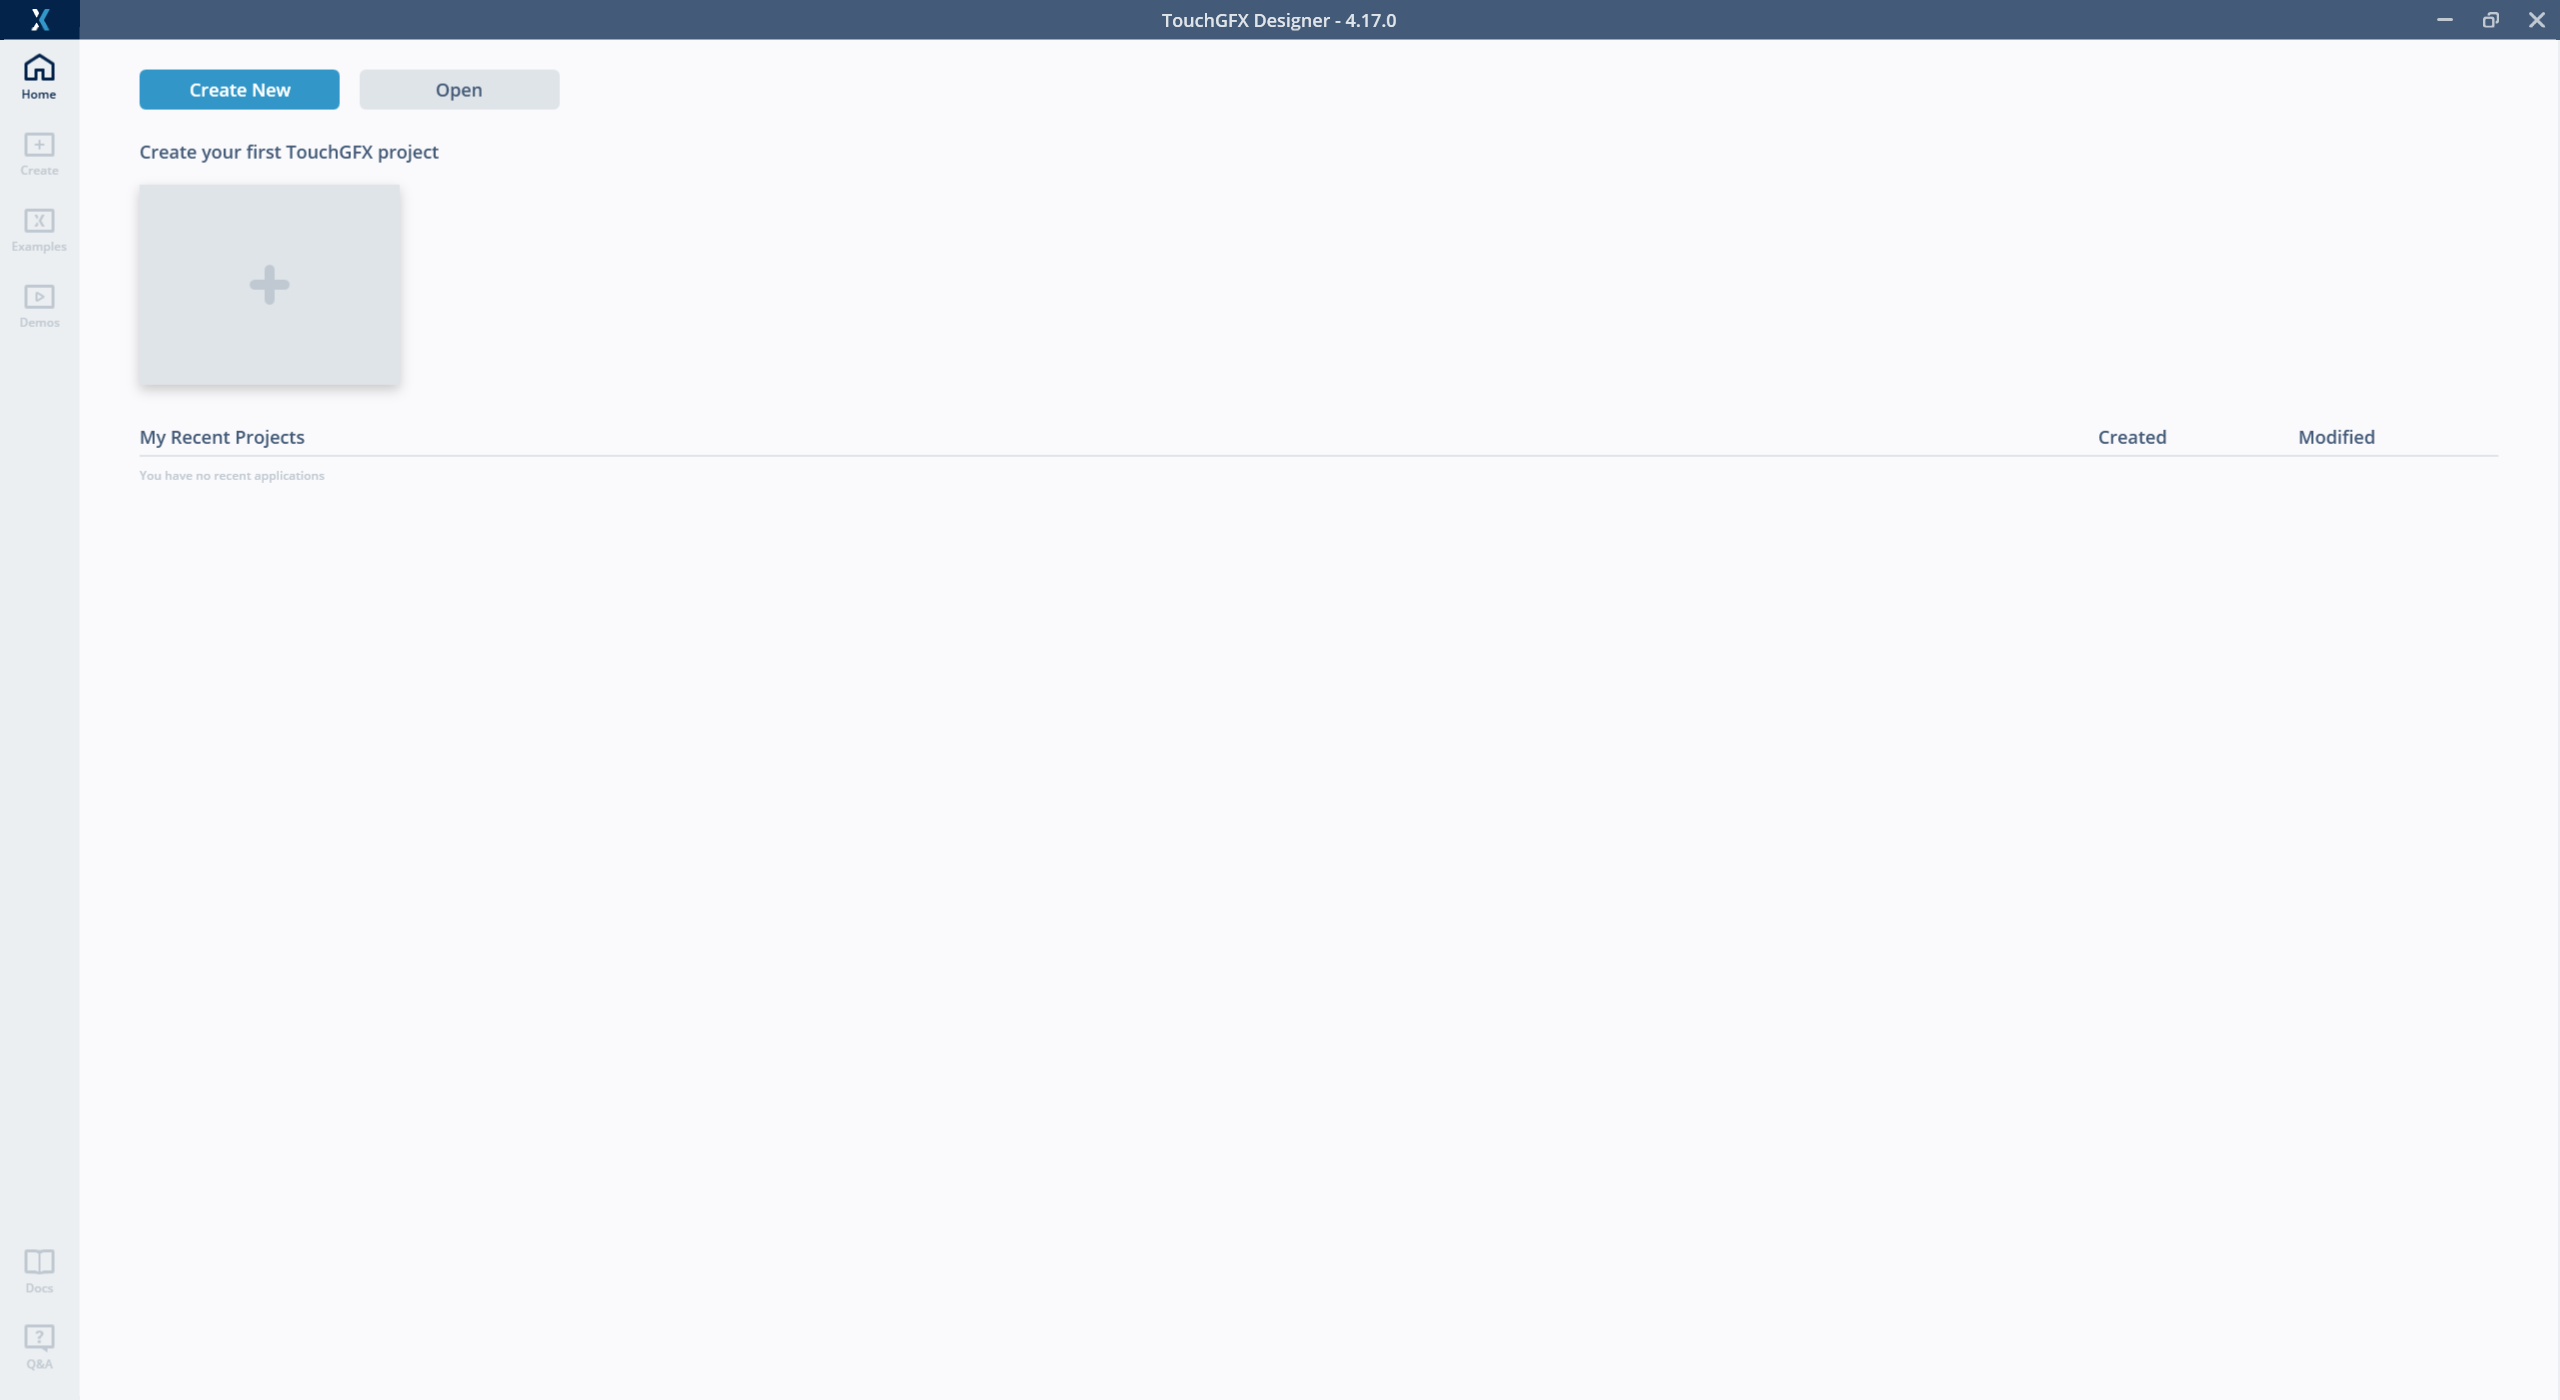 TouchGFX Designer - 4.17.0
Home
Create
Examples
Demos
Docs
Q&A
Create New
Open
Create your first TouchGFX project
My Recent Projects Created Modified
You have no recent applications